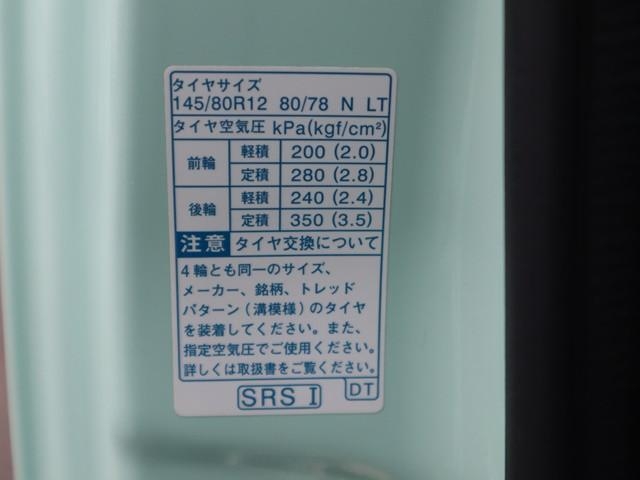 タイヤサイズ
145/80R12 80/78 N LT
タイヤ空気圧 kPa(kgf/cm²)
前輪 軽積 200 (2.0)
定積 280 (2.8)
後輪 軽積 240 (2.4)
定積 350 (3.5)
注意 タイヤ交換について
4輪とも同一のサイズ、
メーカー、銘柄、トレッド
パターン(溝模様)のタイヤ
を装着してください。また、
指定空気圧でご使用ください。
詳しくは取扱書をご覧ください。
SRS I DT